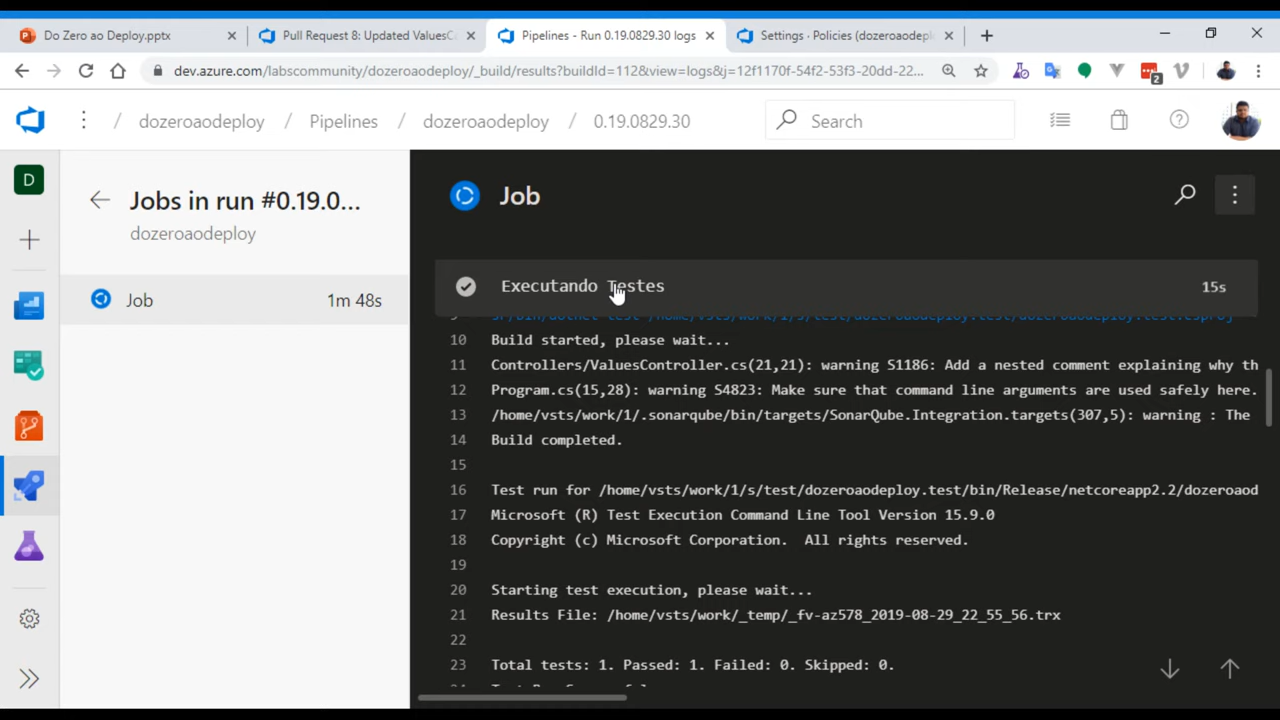 Do Zero ao Deploy.pptx
Pull Request 8: Updated ValuesC
Pipelines - Run 0.19.0829.30 logs
Settings · Policies (dozeroaodepl
dev.azure.com/labscommunity/dozeroaodeploy/_build/results?buildId=112&view=logs&j=12f1170f-54f2-53f3-20dd-22...
2
/ dozeroaodeploy / Pipelines / dozeroaodeploy / 0.19.0829.30
Search
D
Jobs in run #0.19.0...
dozeroaodeploy
Job 1m 48s
Job
Executando Testes 15s
10 Build started, please wait...
11 Controllers/ValuesController.cs(21,21): warning S1186: Add a nested comment explaining why th
12 Program.cs(15,28): warning S4823: Make sure that command line arguments are used safely here.
13 /home/vsts/work/1/.sonarqube/bin/targets/SonarQube.Integration.targets(307,5): warning : The
14 Build completed.
15
16 Test run for /home/vsts/work/1/s/test/dozeroaodeploy.test/bin/Release/netcoreapp2.2/dozeroaod
17 Microsoft (R) Test Execution Command Line Tool Version 15.9.0
18 Copyright (c) Microsoft Corporation.  All rights reserved.
19
20 Starting test execution, please wait...
21 Results File: /home/vsts/work/_temp/_fv-az578_2019-08-29_22_55_56.trx
22
23 Total tests: 1. Passed: 1. Failed: 0. Skipped: 0.